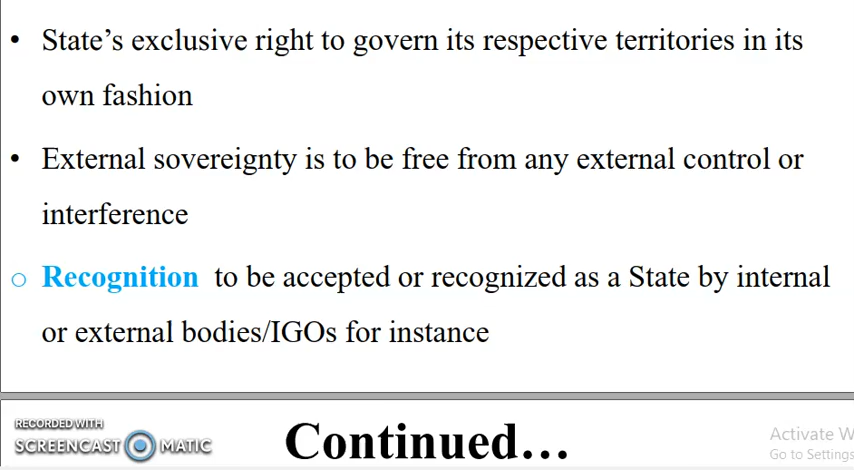 • State’s exclusive right to govern its respective territories in its
own fashion
• External sovereignty is to be free from any external control or
interference
○ Recognition to be accepted or recognized as a State by internal
or external bodies/IGOs for instance
RECORDED WITH
SCREENCAST MATIC
Continued…
Activate W
Go to Settings